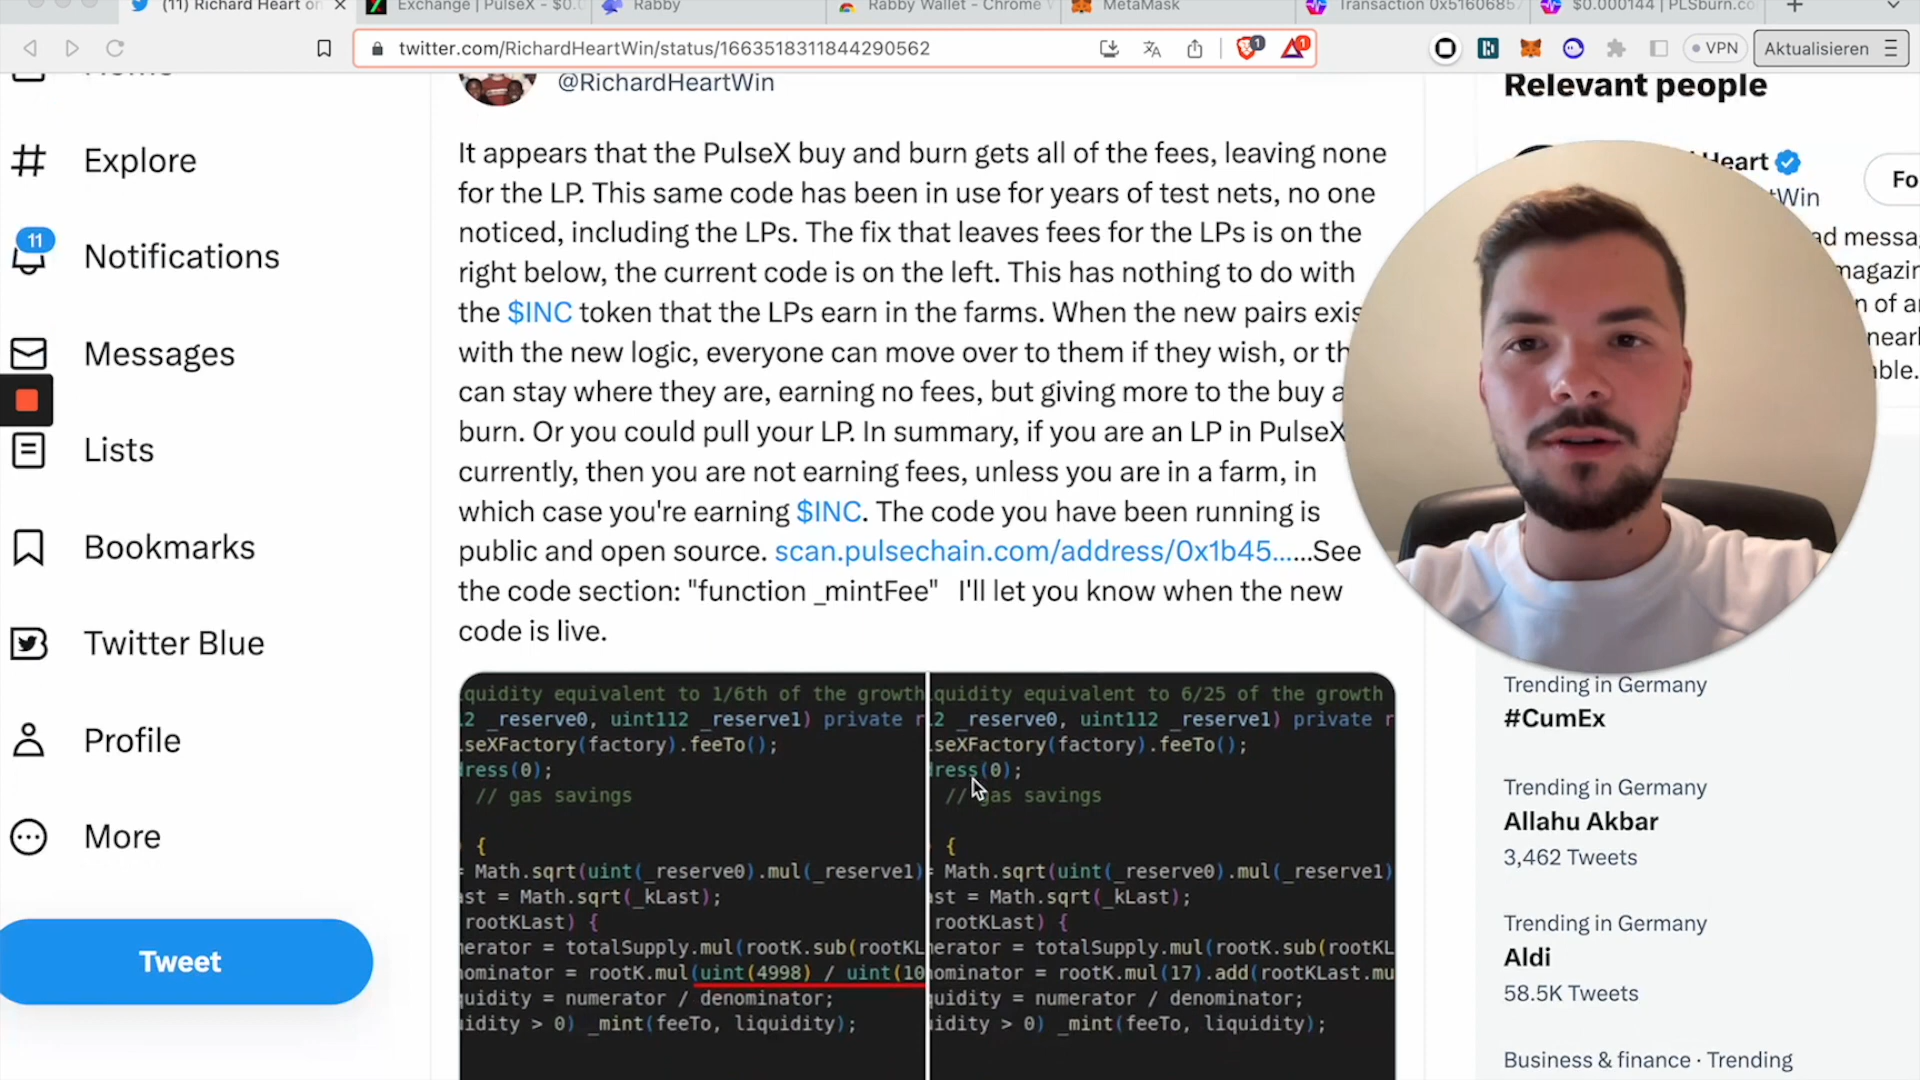 (11) Richard Heart on
Exchange | PulseX - $0.0
Rabby
Rabby Wallet - Chrome
MetaMask
Transaction 0x5160685
$0.000144 | PLSburn.co
twitter.com/RichardHeartWin/status/1663518311844290562
1
1
VPN
Aktualisieren
Home
Explore
11
Notifications
Messages
Lists
Bookmarks
Twitter Blue
Profile
More
Tweet
@RichardHeartWin
It appears that the PulseX buy and burn gets all of the fees, leaving none
for the LP. This same code has been in use for years of test nets, no one
noticed, including the LPs. The fix that leaves fees for the LPs is on the
right below, the current code is on the left. This has nothing to do with
the $INC token that the LPs earn in the farms. When the new pairs exis
with the new logic, everyone can move over to them if they wish, or th
can stay where they are, earning no fees, but giving more to the buy a
burn. Or you could pull your LP. In summary, if you are an LP in PulseX
currently, then you are not earning fees, unless you are in a farm, in
which case you're earning $INC. The code you have been running is
public and open source. scan.pulsechain.com/address/0x1b45......See
the code section: "function _mintFee" I'll let you know when the new
code is live.
quidity equivalent to 1/6th of the growth
2 _reserve0, uint112 _reserve1) private r
seXFactory(factory).feeTo();
dress(0);
// gas savings
{
= Math.sqrt(uint(_reserve0).mul(_reserve1)
ast = Math.sqrt(_kLast);
rootKLast) {
merator = totalSupply.mul(rootK.sub(rootKL
nominator = rootK.mul(uint(4998) / uint(10
quidity = numerator / denominator;
idity > 0) _mint(feeTo, liquidity);
quidity equivalent to 6/25 of the growth
2 _reserve0, uint112 _reserve1) private r
seXFactory(factory).feeTo();
dress(0);
// gas savings
{
= Math.sqrt(uint(_reserve0).mul(_reserve1)
ast = Math.sqrt(_kLast);
rootKLast) {
merator = totalSupply.mul(rootK.sub(rootKL
nominator = rootK.mul(17).add(rootKLast.mu
quidity = numerator / denominator;
idity > 0) _mint(feeTo, liquidity);
Relevant people
Heart
Fo
tWin
ad messa
magazin
n of a
nearl
ble.
Trending in Germany
#CumEx
Trending in Germany
Allahu Akbar
3,462 Tweets
Trending in Germany
Aldi
58.5K Tweets
Business & finance · Trending